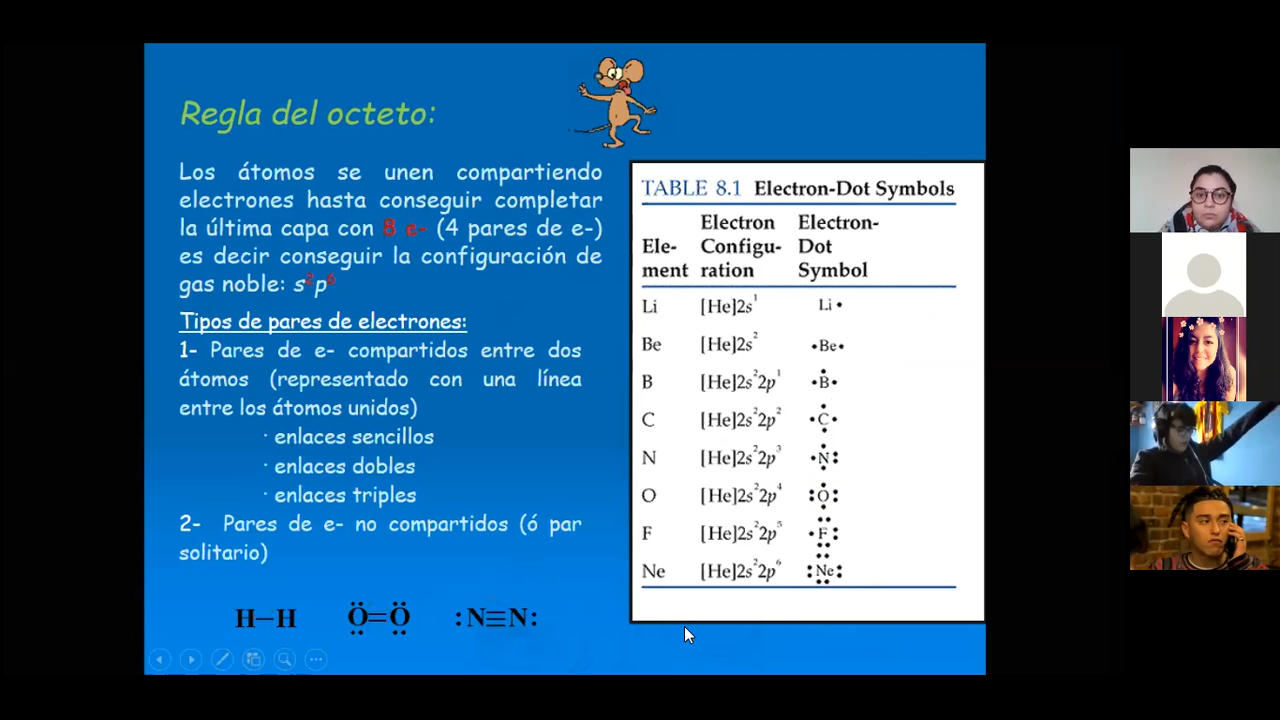 Regla del octeto:
Los átomos se unen compartiendo
electrones hasta conseguir completar
la última capa con 8 e- (4 pares de e-)
es decir conseguir la configuración de
gas noble: s²p⁶
Tipos de pares de electrones:
1- Pares de e- compartidos entre dos
átomos (representado con una línea
entre los átomos unidos)
· enlaces sencillos
· enlaces dobles
· enlaces triples
2- Pares de e- no compartidos (ó par
solitario)
H–H
Ö=Ö
:N≡N:
TABLE 8.1 Electron-Dot Symbols
Ele-
ment
Electron
Configu-
ration
Electron-
Dot
Symbol
Li [He]2s¹ Li•
Be [He]2s² •Be•
B [He]2s²2p¹ •B•
C [He]2s²2p² •C•
N [He]2s²2p³ •N:
O [He]2s²2p⁴ :O:
F [He]2s²2p⁵ •F:
Ne [He]2s²2p⁶ :Ne: